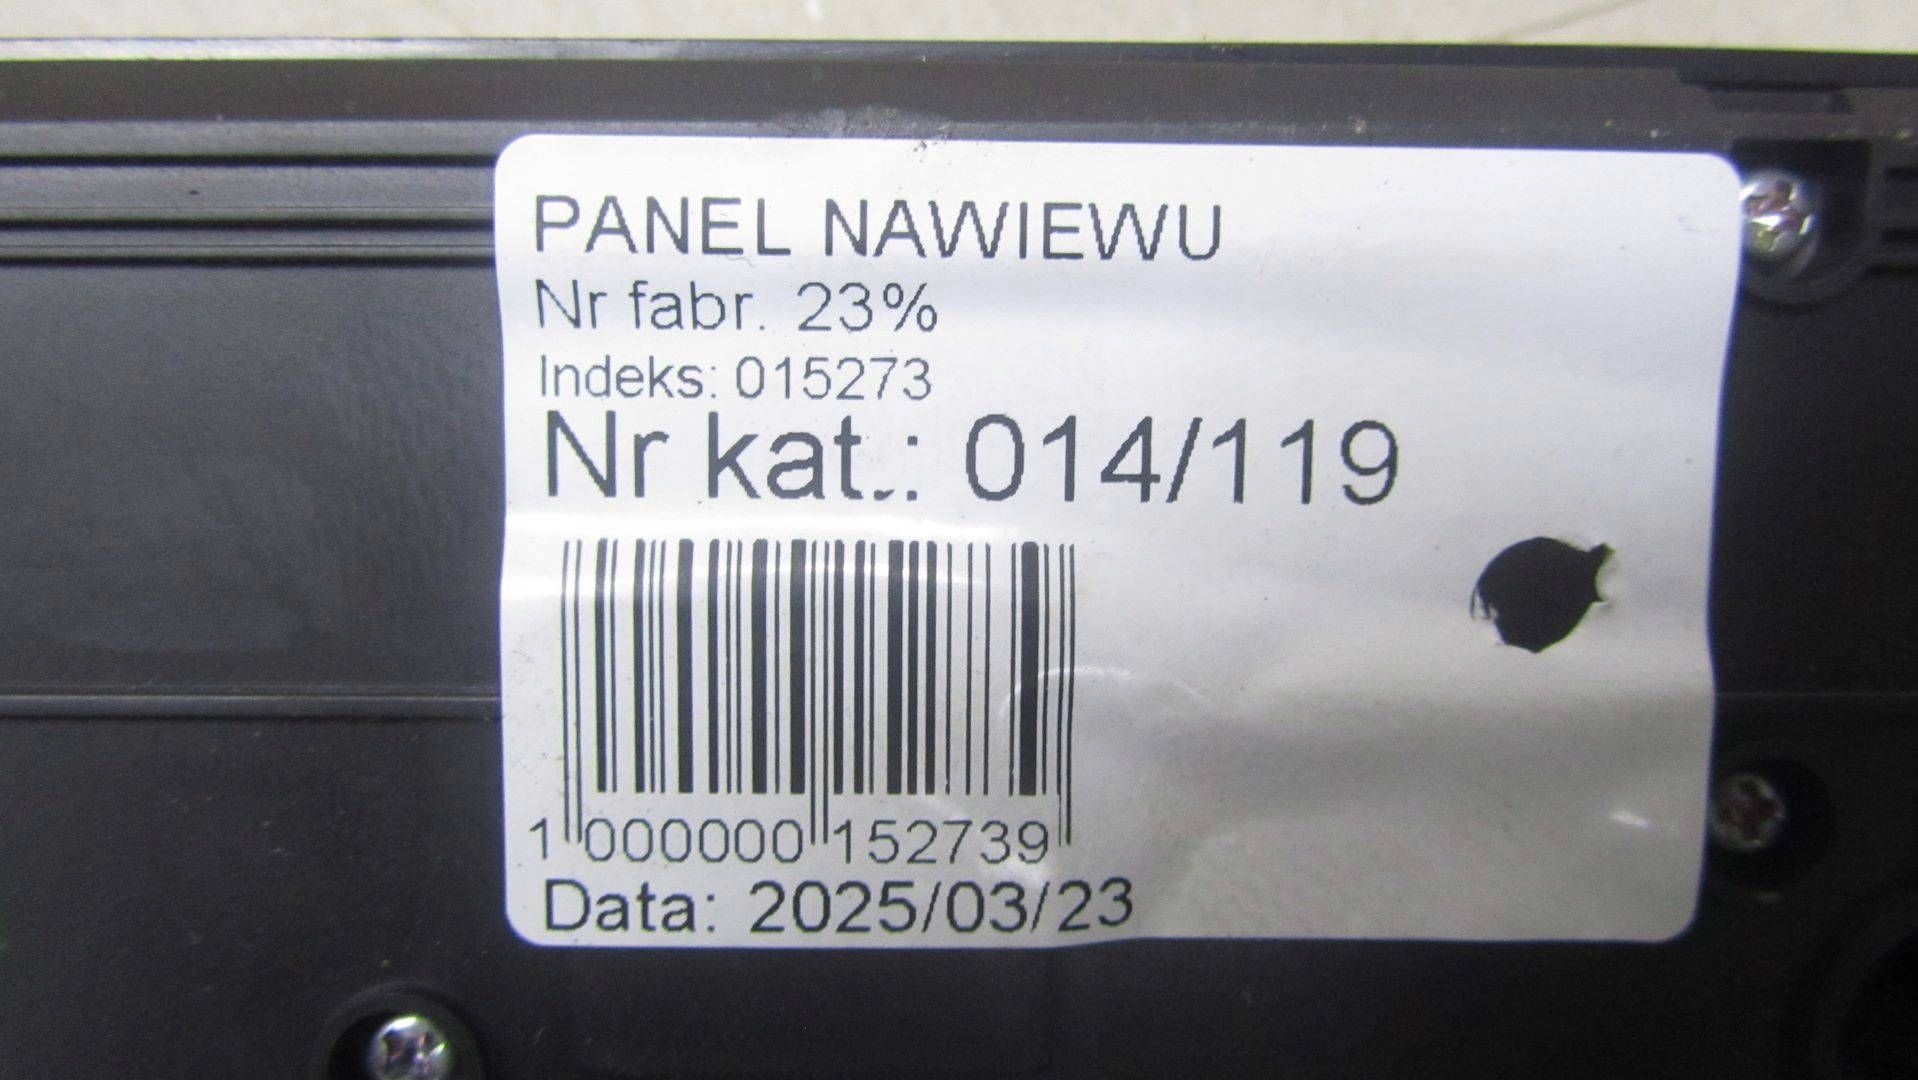 PANEL NAWIEWU
Nr fabr. 23%
Indeks: 015273
Nr kat.: 014/119
1 000000 152739
Data: 2025/03/23